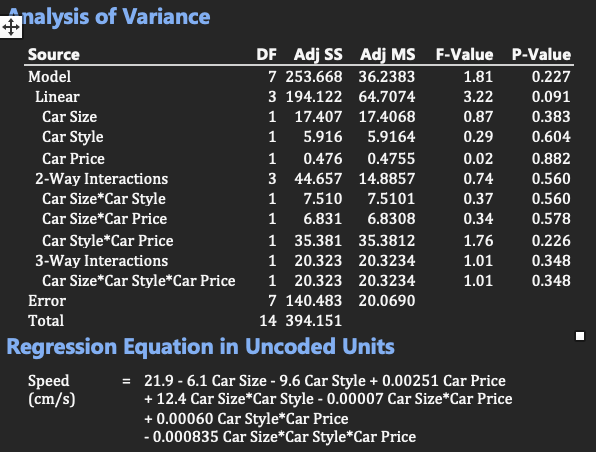 Analysis of Variance
Source DF Adj SS Adj MS F-Value P-Value
Model 7 253.668 36.2383 1.81 0.227
Linear 3 194.122 64.7074 3.22 0.091
Car Size 1 17.407 17.4068 0.87 0.383
Car Style 1 5.916 5.9164 0.29 0.604
Car Price 1 0.476 0.4755 0.02 0.882
2-Way Interactions 3 44.657 14.8857 0.74 0.560
Car Size*Car Style 1 7.510 7.5101 0.37 0.560
Car Size*Car Price 1 6.831 6.8308 0.34 0.578
Car Style*Car Price 1 35.381 35.3812 1.76 0.226
3-Way Interactions 1 20.323 20.3234 1.01 0.348
Car Size*Car Style*Car Price 1 20.323 20.3234 1.01 0.348
Error 7 140.483 20.0690
Total 14 394.151
Regression Equation in Uncoded Units
Speed = 21.9 - 6.1 Car Size - 9.6 Car Style + 0.00251 Car Price
(cm/s) + 12.4 Car Size*Car Style - 0.00007 Car Size*Car Price
+ 0.00060 Car Style*Car Price
- 0.000835 Car Size*Car Style*Car Price